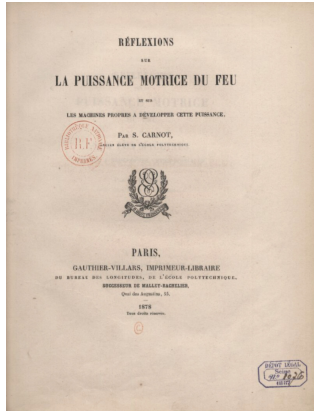 RÉFLEXIONS
SUR
LA PUISSANCE MOTRICE DU FEU
ET SUR
LES MACHINES PROPRES A DÉVELOPPER CETTE PUISSANCE,
PAR S. CARNOT,
ANCIEN ÉLÈVE DE L'ÉCOLE POLYTECHNIQUE.
R.F.
PARIS,
GAUTHIER-VILLARS, IMPRIMEUR-LIBRAIRE
DU BUREAU DES LONGITUDES, DE L'ÉCOLE POLYTECHNIQUE,
SUCCESSEUR DE MALLET-BACHELIER,
Quai des Augustins, 55.
1878
Tous droits réservés.
DÉPOT LÉGAL